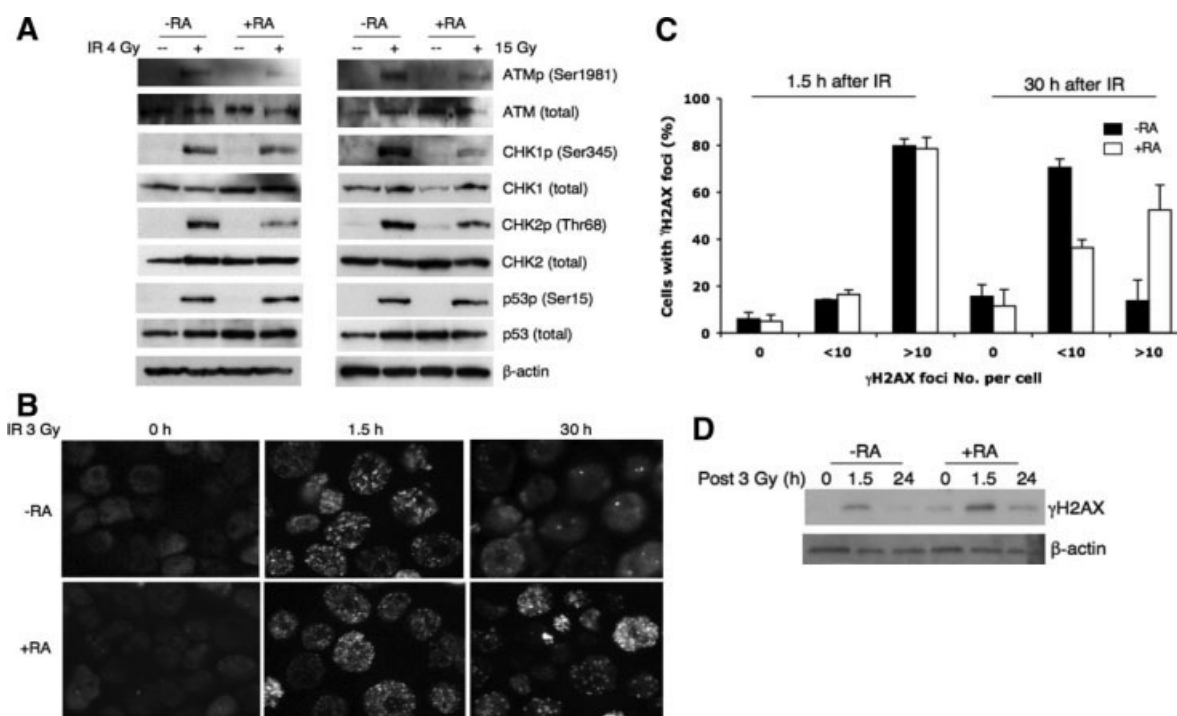 A
-RA +RA -RA +RA
IR 4 Gy -- + -- + -- + -- + 15 Gy
ATMp (Ser1981)
ATM (total)
CHK1p (Ser345)
CHK1 (total)
CHK2p (Thr68)
CHK2 (total)
p53p (Ser15)
p53 (total)
β-actin
B
IR 3 Gy 0 h 1.5 h 30 h
-RA
+RA
C
1.5 h after IR 30 h after IR
-RA
+RA
Cells with γH2AX foci (%)
100
80
60
40
20
0
0 <10 >10 0 <10 >10
γH2AX foci No. per cell
D
-RA +RA
Post 3 Gy (h) 0 1.5 24 0 1.5 24
γH2AX
β-actin